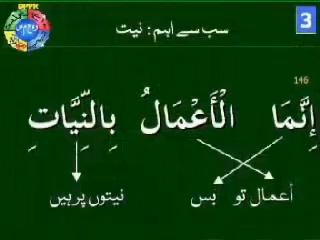 3
سب سے اہم: نیت
146
إِنَّمَا الْأَعْمَالُ بِالنِّيَّاتِ
أعمال تو بس نیتوں پر ہیں